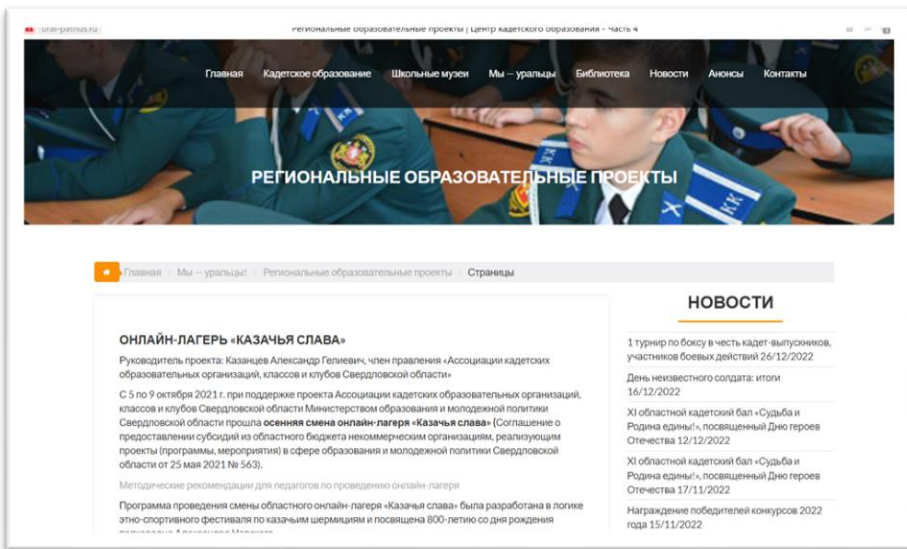 ural-patrius.ru
Региональные образовательные проекты | Центр кадетского образования - Часть 4
Главная Кадетское образование Школьные музеи Мы – уральцы Библиотека Новости Анонсы Контакты
КК
КК
РЕГИОНАЛЬНЫЕ ОБРАЗОВАТЕЛЬНЫЕ ПРОЕКТЫ
Главная Мы – уральцы! Региональные образовательные проекты Страницы
ОНЛАЙН-ЛАГЕРЬ «КАЗАЧЬЯ СЛАВА»
Руководитель проекта: Казанцев Александр Гелиевич, член правления «Ассоциации кадетских
образовательных организаций, классов и клубов Свердловской области»
С 5 по 9 октября 2021 г. при поддержке проекта Ассоциации кадетских образовательных организаций,
классов и клубов Свердловской области Министерством образования и молодежной политики
Свердловской области прошла осенняя смена онлайн-лагеря «Казачья слава» (Соглашение о
предоставлении субсидий из областного бюджета некоммерческим организациям, реализующим
проекты (программы, мероприятия) в сфере образования и молодежной политики Свердловской
области от 25 мая 2021 № 563).
Методические рекомендации для педагогов по проведению онлайн-лагеря
Программа проведения смены областного онлайн-лагеря «Казачья слава» была разработана в логике
этно-спортивного фестиваля по казачьим шермициям и посвящена 800-летию со дня рождения
НОВОСТИ
1 турнир по боксу в честь кадет-выпускников,
участников боевых действий 26/12/2022
День неизвестного солдата: итоги
16/12/2022
XI областной кадетский бал «Судьба и
Родина едины!», посвященный Дню героев
Отечества 12/12/2022
XI областной кадетский бал «Судьба и
Родина едины!», посвященный Дню героев
Отечества 17/11/2022
Награждение победителей конкурсов 2022
года 15/11/2022